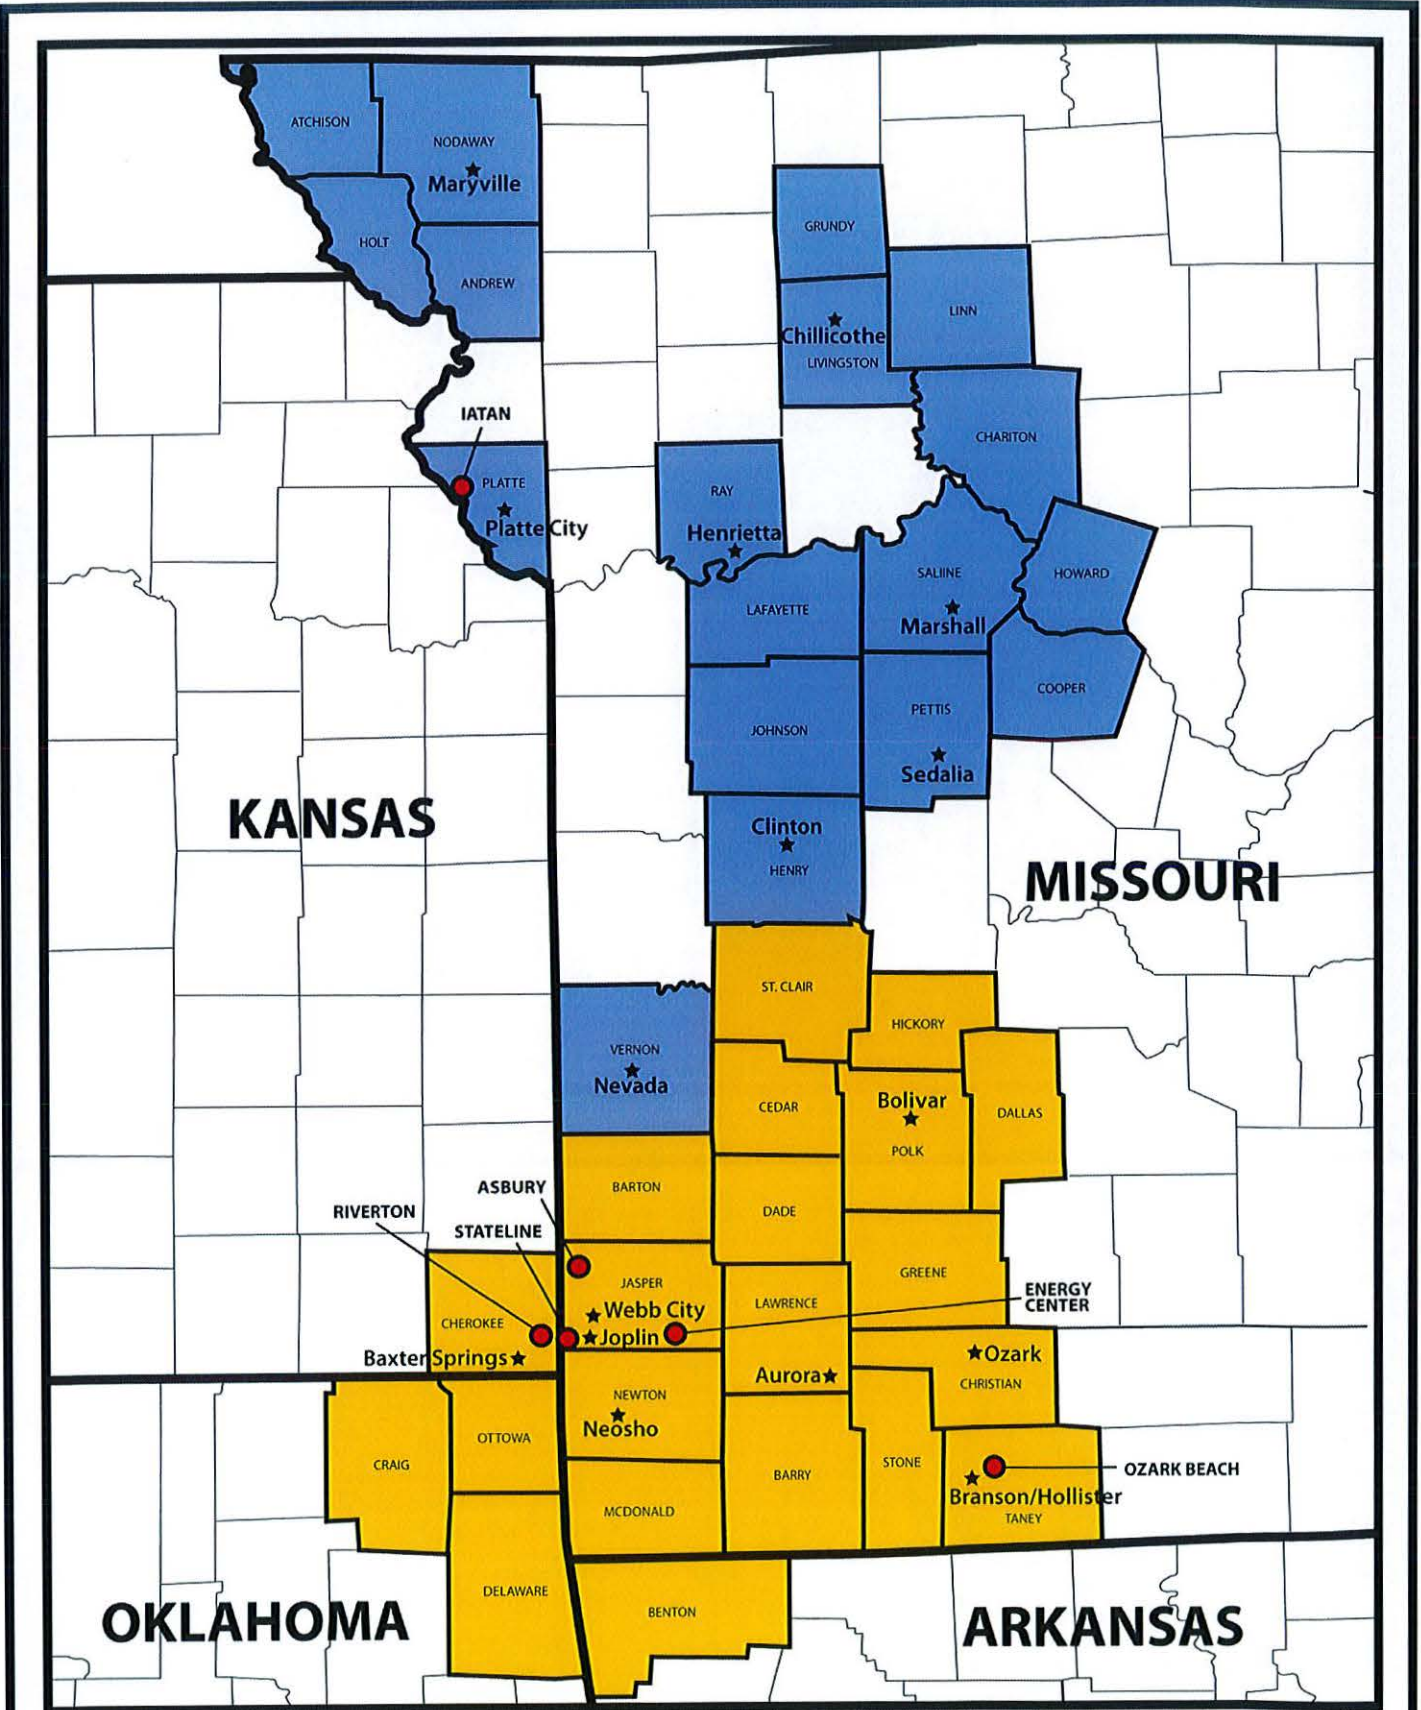 ATCHISON
NODAWAY
Maryville
HOLT
ANDREW
GRUNDY
LINN
Chillicothe
LIVINGSTON
IATAN
CHARITON
PLATTE
Platte City
RAY
Henrietta
LAFAYETTE
SALIINE
Marshall
HOWARD
COOPER
JOHNSON
PETTIS
Sedalia
KANSAS
Clinton
HENRY
MISSOURI
ST. CLAIR
HICKORY
VERNON
Nevada
CEDAR
Bolivar
POLK
DALLAS
ASBURY
RIVERTON
STATELINE
BARTON
DADE
GREENE
JASPER
Webb City
Joplin
LAWRENCE
ENERGY
CENTER
CHEROKEE
Baxter Springs
Aurora
Ozark
CHRISTIAN
NEWTON
Neosho
CRAIG
OTTOWA
BARRY
STONE
OZARK BEACH
Branson/Hollister
TANEY
MCDONALD
DELAWARE
BENTON
OKLAHOMA
ARKANSAS